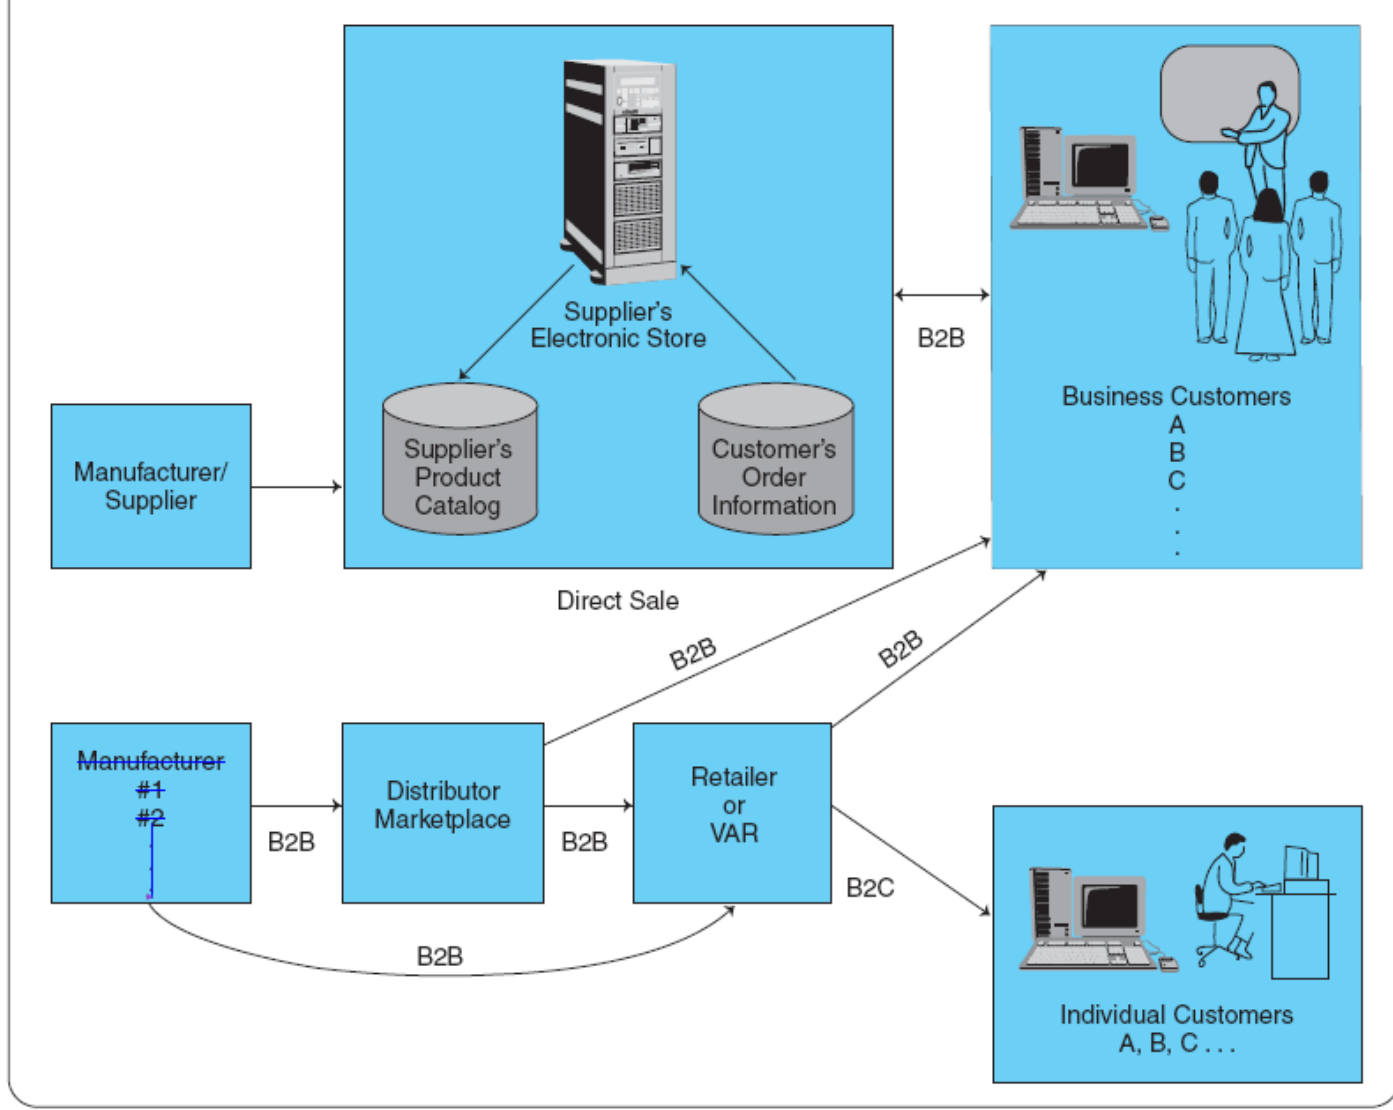 Supplier's
Electronic Store
Supplier's
Product
Catalog
Customer's
Order
Information
Manufacturer/
Supplier
B2B
Business Customers
A
B
C
.
.
.
Direct Sale
B2B
B2B
Manufacturer
#1
#2
B2B
Distributor
Marketplace
B2B
Retailer
or
VAR
B2C
B2B
Individual Customers
A, B, C . . .